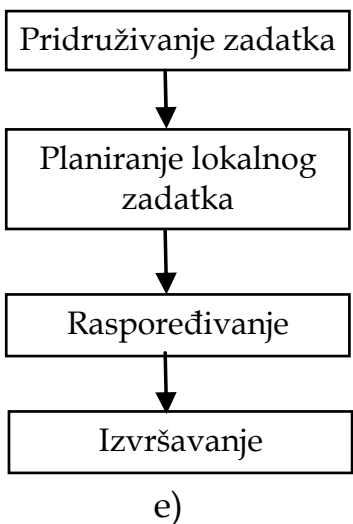 Pridruživanje zadatka
Planiranje lokalnog
zadatka
Raspoređivanje
Izvršavanje
e)